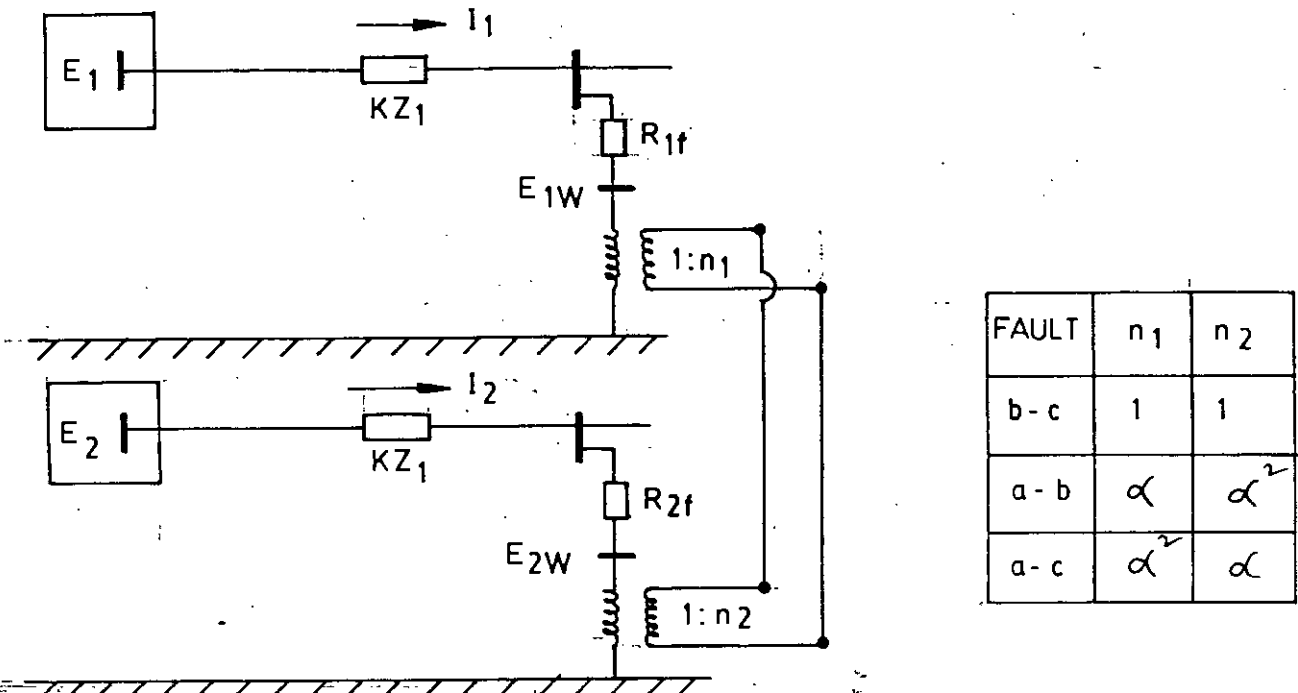 I1
E1
KZ1
R1f
E1W
1:n1
I2
E2
KZ1
R2f
E2W
1:n2
FAULT n1 n2
b-c 1 1
a-b α α²
a-c α² α